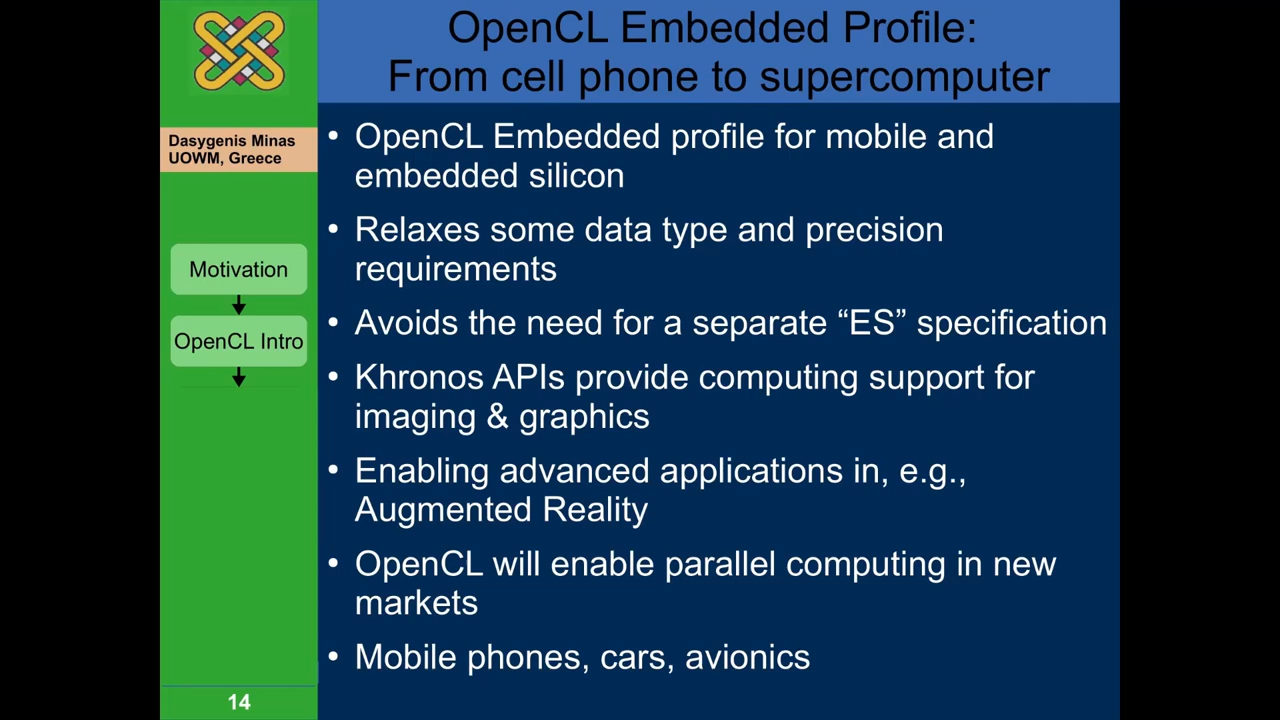 OpenCL Embedded Profile:
From cell phone to supercomputer
Dasygenis Minas
UOWM, Greece
Motivation
OpenCL Intro
• OpenCL Embedded profile for mobile and
embedded silicon
• Relaxes some data type and precision
requirements
• Avoids the need for a separate “ES” specification
• Khronos APIs provide computing support for
imaging & graphics
• Enabling advanced applications in, e.g.,
Augmented Reality
• OpenCL will enable parallel computing in new
markets
• Mobile phones, cars, avionics
14